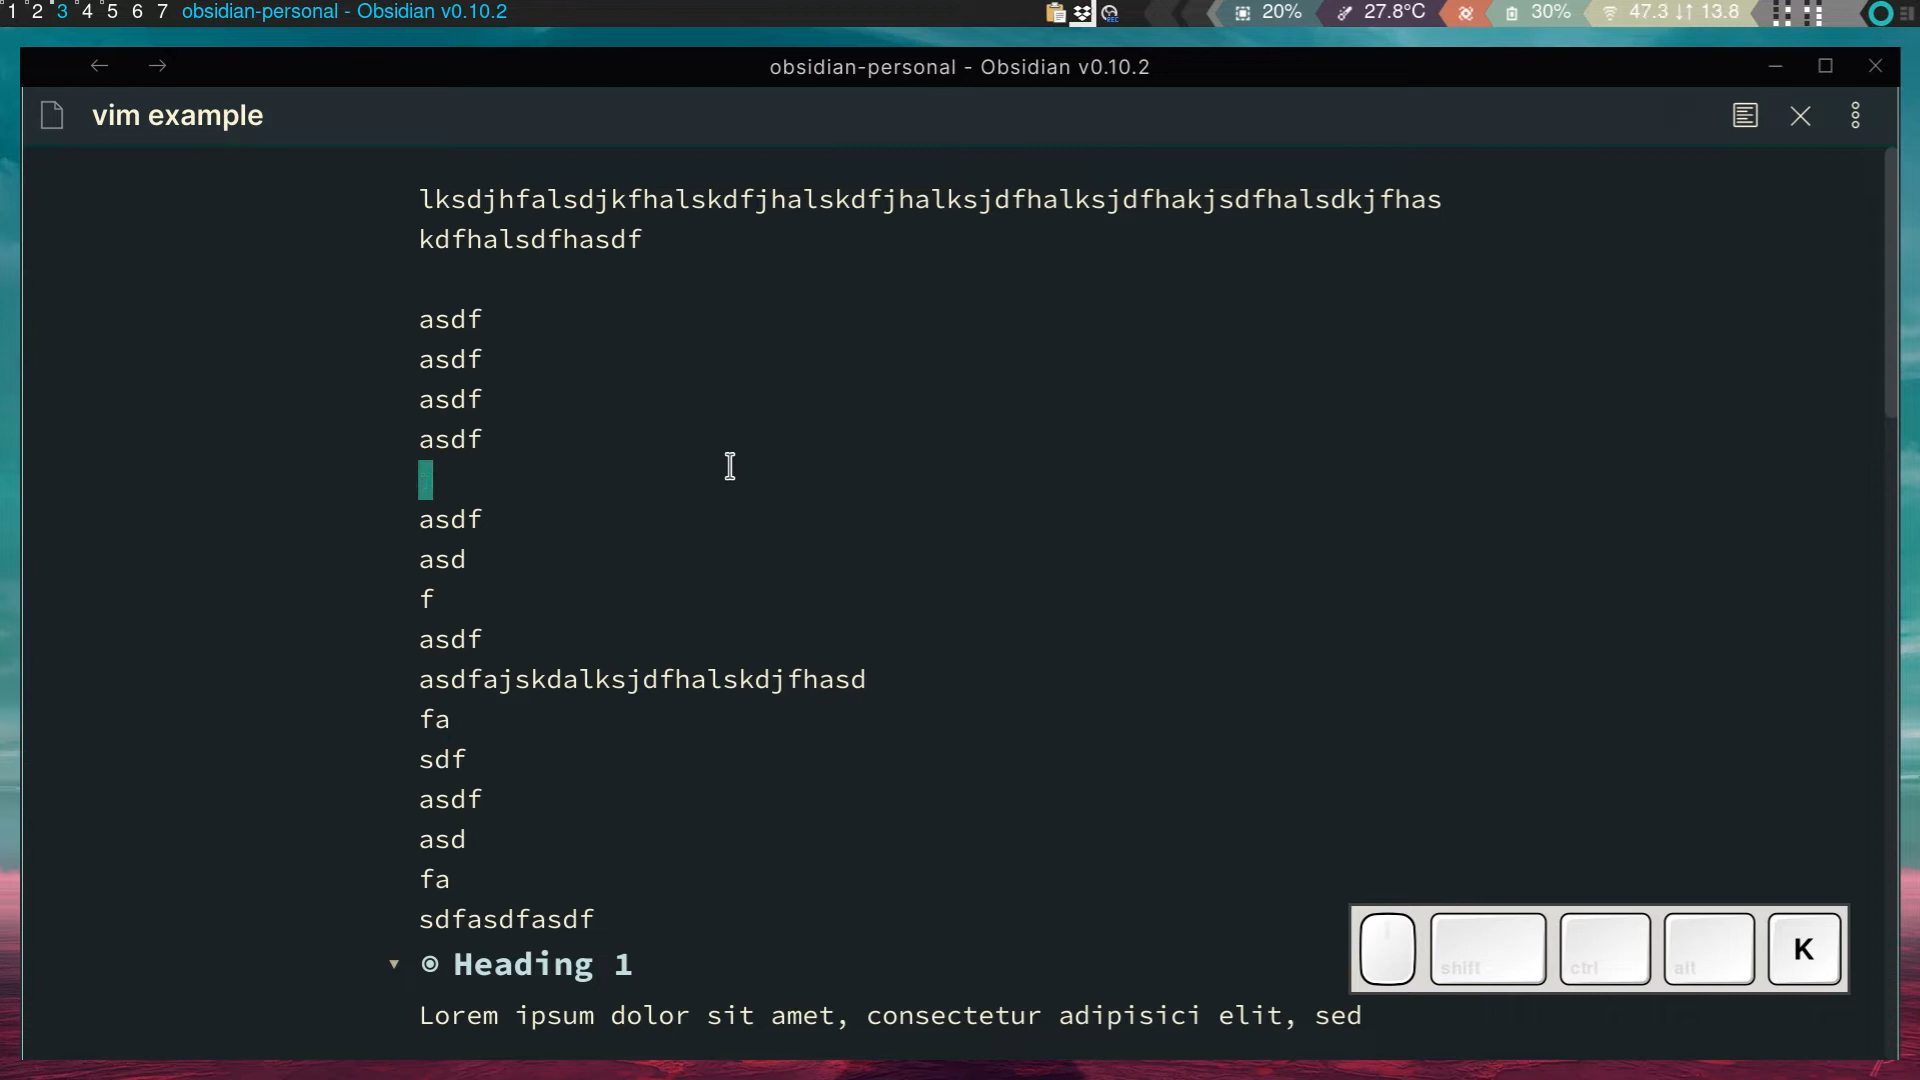 1 2 3 4 5 6 7 obsidian-personal - Obsidian v0.10.2 20% 27.8°C 30% 47.3 ↓↑ 13.8
obsidian-personal - Obsidian v0.10.2
vim example
lksdjhfalsdjkfhalskdfjhalskdfjhalksjdfhalksjdfhakjsdfhalsdkjfhas
kdfhalsdfhasdf
asdf
asdf
asdf
asdf
asdf
asd
f
asdf
asdfajskdalksjdfhalskdjfhasd
fa
sdf
asdf
asd
fa
sdfasdfasdf
Heading 1
Lorem ipsum dolor sit amet, consectetur adipisici elit, sed
shift ctrl alt K